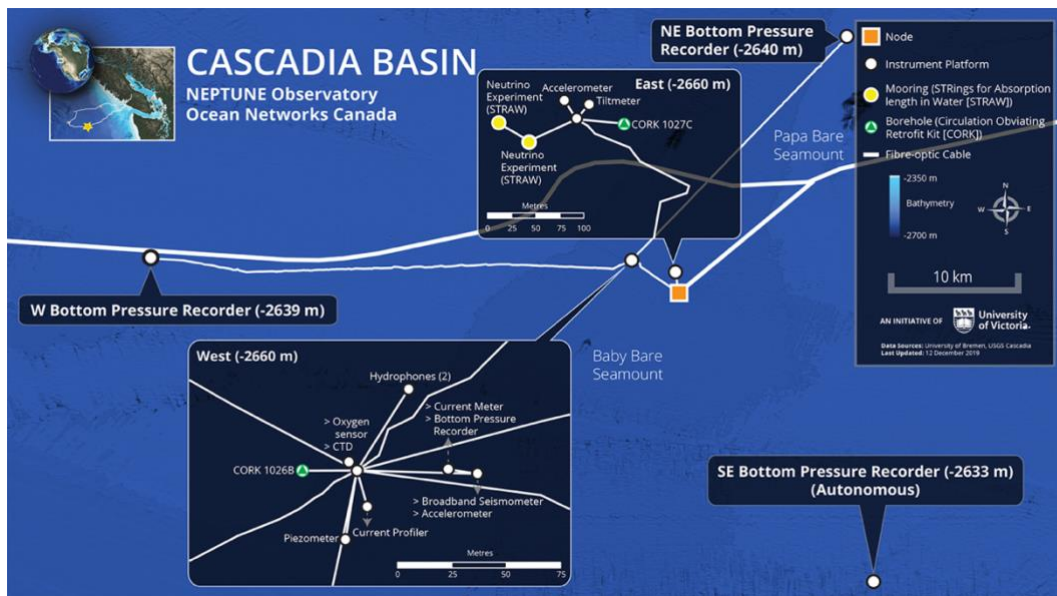 CASCADIA BASIN
NEPTUNE Observatory
Ocean Networks Canada
NE Bottom Pressure
Recorder (-2640 m)
East (-2660 m)
Neutrino
Experiment
(STRAW)
Accelerometer
Tiltmeter
CORK 1027C
Neutrino
Experiment
(STRAW)
Metres
0 25 50 75 100
Papa Bare
Seamount
Node
Instrument Platform
Mooring (STRings for Absorption
length in Water [STRAW])
Borehole (Circulation Obviating
Retrofit Kit [CORK])
Fibre-optic Cable
-2350 m
Bathymetry
-2700 m
N
W E
S
10 km
AN INITIATIVE OF
University
of Victoria
Data Sources: University of Bremen, USGS Cascadia
Last Updated: 12 December 2019
W Bottom Pressure Recorder (-2639 m)
Baby Bare
Seamount
West (-2660 m)
Hydrophones (2)
> Current Meter
> Bottom Pressure
Recorder
> Oxygen
sensor
> CTD
CORK 1026B
> Broadband Seismometer
> Accelerometer
Current Profiler
Piezometer
Metres
0 25 50 75
SE Bottom Pressure Recorder (-2633 m)
(Autonomous)